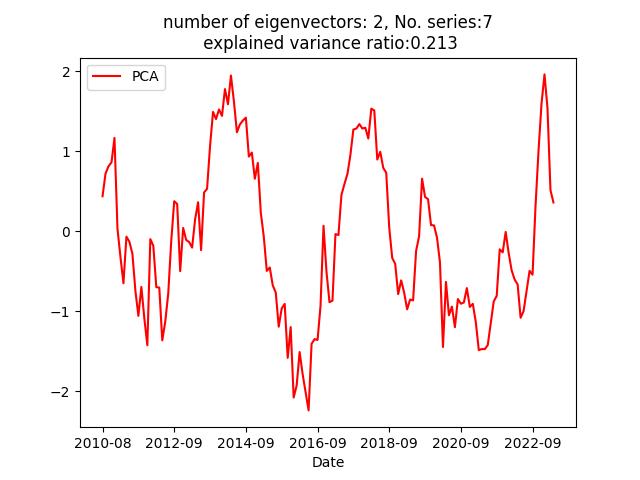 number of eigenvectors: 2, No. series:7
explained variance ratio:0.213
PCA
2
1
0
−1
−2
2010-08 2012-09 2014-09 2016-09 2018-09 2020-09 2022-09
Date